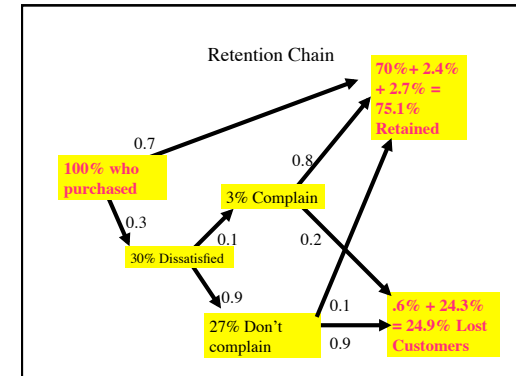 Retention Chain
70%+ 2.4%
+ 2.7% =
75.1%
Retained
0.7
0.8
100% who
purchased
3% Complain
0.3
0.1
0.2
30% Dissatisfied
0.9
0.1
.6% + 24.3%
= 24.9% Lost
Customers
27% Don't
complain
0.9